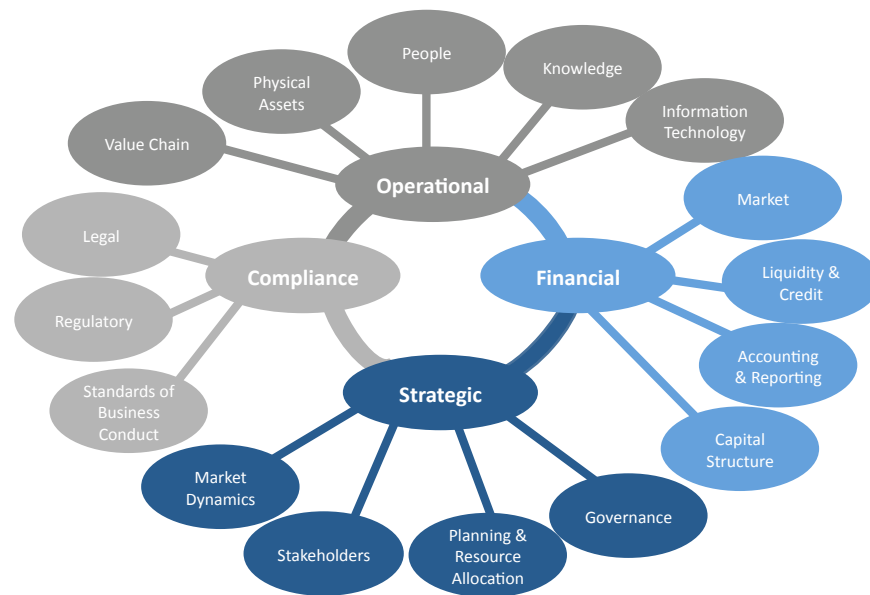 People
Knowledge
Physical
Assets
Information
Technology
Value Chain
Operational
Market
Legal
Compliance
Financial
Liquidity &
Credit
Regulatory
Accounting
& Reporting
Standards of
Business
Conduct
Strategic
Capital
Structure
Market
Dynamics
Governance
Stakeholders
Planning &
Resource
Allocation